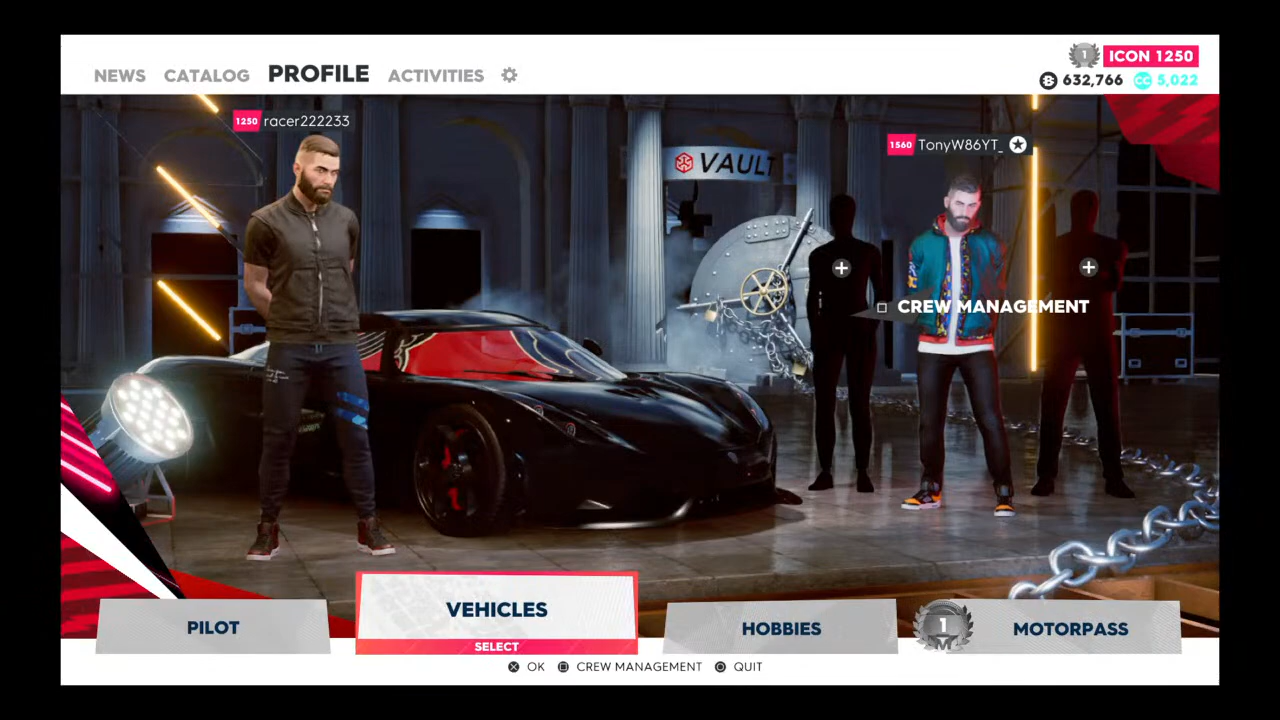 1
ICON 1250
NEWS CATALOG PROFILE ACTIVITIES
632,766 CC 5,022
1250 racer222233
1560 TonyW86YT_
VAULT
CREW MANAGEMENT
PILOT
VEHICLES
SELECT
HOBBIES
1
M
MOTORPASS
OK CREW MANAGEMENT QUIT